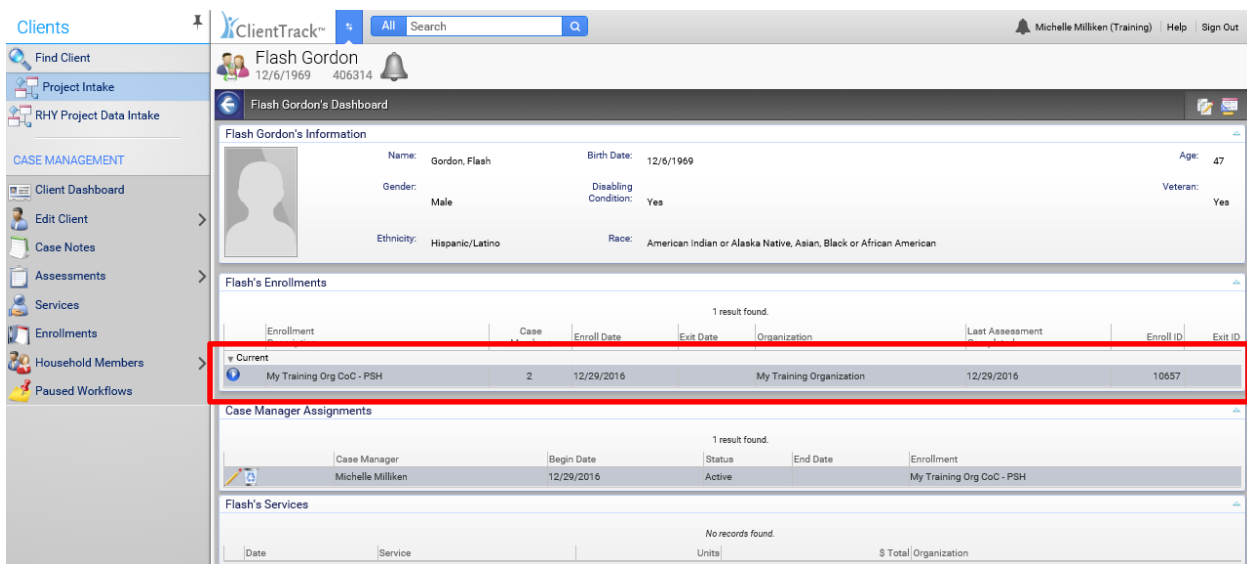 Clients
ClientTrack™
All Search
Michelle Milliken (Training) Help Sign Out
Find Client
Project Intake
RHY Project Data Intake
CASE MANAGEMENT
Client Dashboard
Edit Client
Case Notes
Assessments
Services
Enrollments
Household Members
Paused Workflows
Flash Gordon
12/6/1969 406314
Flash Gordon's Dashboard
Flash Gordon's Information
Name: Gordon, Flash Birth Date: 12/6/1969 Age: 47
Gender: Male Disabling Condition: Yes Veteran: Yes
Ethnicity: Hispanic/Latino Race: American Indian or Alaska Native, Asian, Black or African American
Flash's Enrollments
1 result found.
Enrollment Case Enroll Date Exit Date Organization Last Assessment Enroll ID Exit ID
Current
My Training Org CoC - PSH 2 12/29/2016 My Training Organization 12/29/2016 10657
Case Manager Assignments
1 result found.
Case Manager Begin Date Status End Date Enrollment
Michelle Milliken 12/29/2016 Active My Training Org CoC - PSH
Flash's Services
No records found.
Date Service Units $ Total Organization